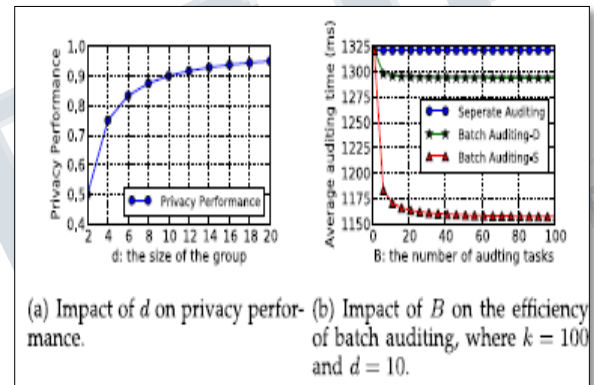 1.0
0.9
0.8
0.7
0.6
0.5
0.4
Privacy Performance
Privacy Performance
2 4 6 8 10 12 14 16 18 20
d: the size of the group
1325
1300
1275
1250
1225
1200
1175
1150
Average auditing time (ms)
Seperate Auditing
Batch Auditing-D
Batch Auditing-S
0 20 40 60 80 100
B: the number of audting tasks
(a) Impact of d on privacy perfor-
mance.
(b) Impact of B on the efficiency
of batch auditing, where k = 100
and d = 10.